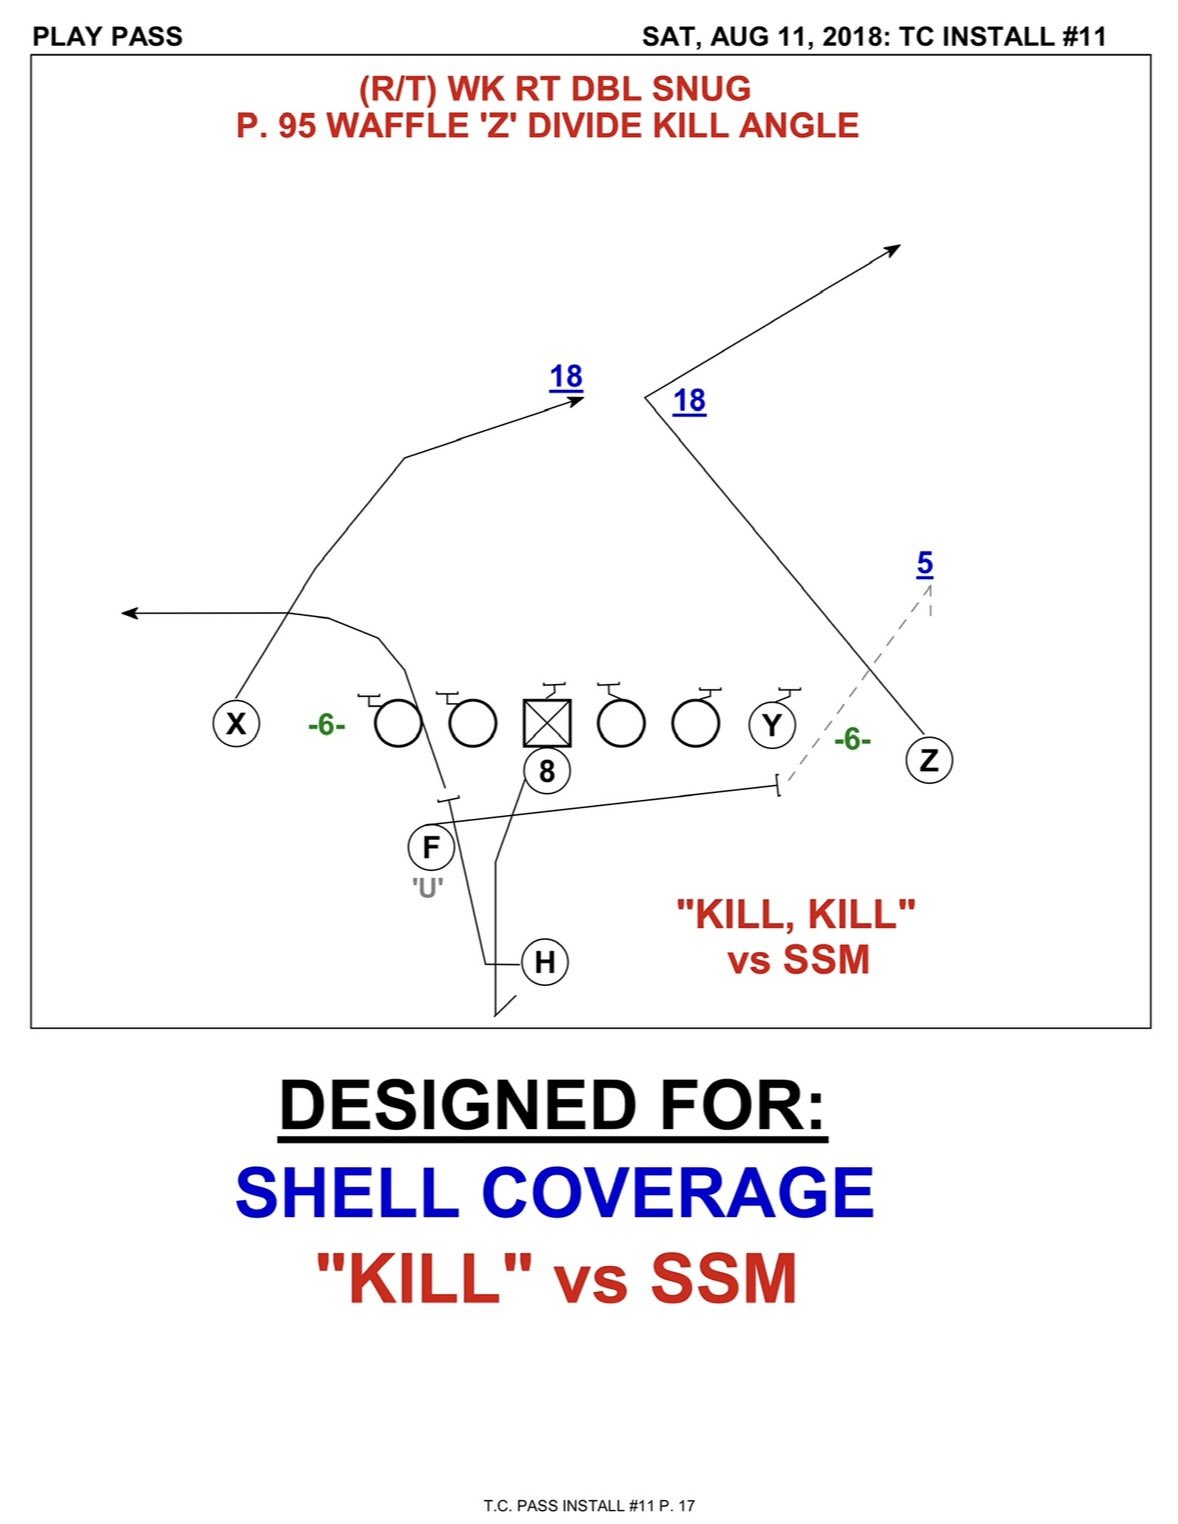 PLAY PASS
SAT, AUG 11, 2018: TC INSTALL #11
(R/T) WK RT DBL SNUG
P. 95 WAFFLE 'Z' DIVIDE KILL ANGLE
18
18
5
X
-6-
Y
-6-
Z
8
F
'U'
H
"KILL, KILL"
vs SSM
DESIGNED FOR:
SHELL COVERAGE
"KILL" vs SSM
T.C. PASS INSTALL #11 P. 17